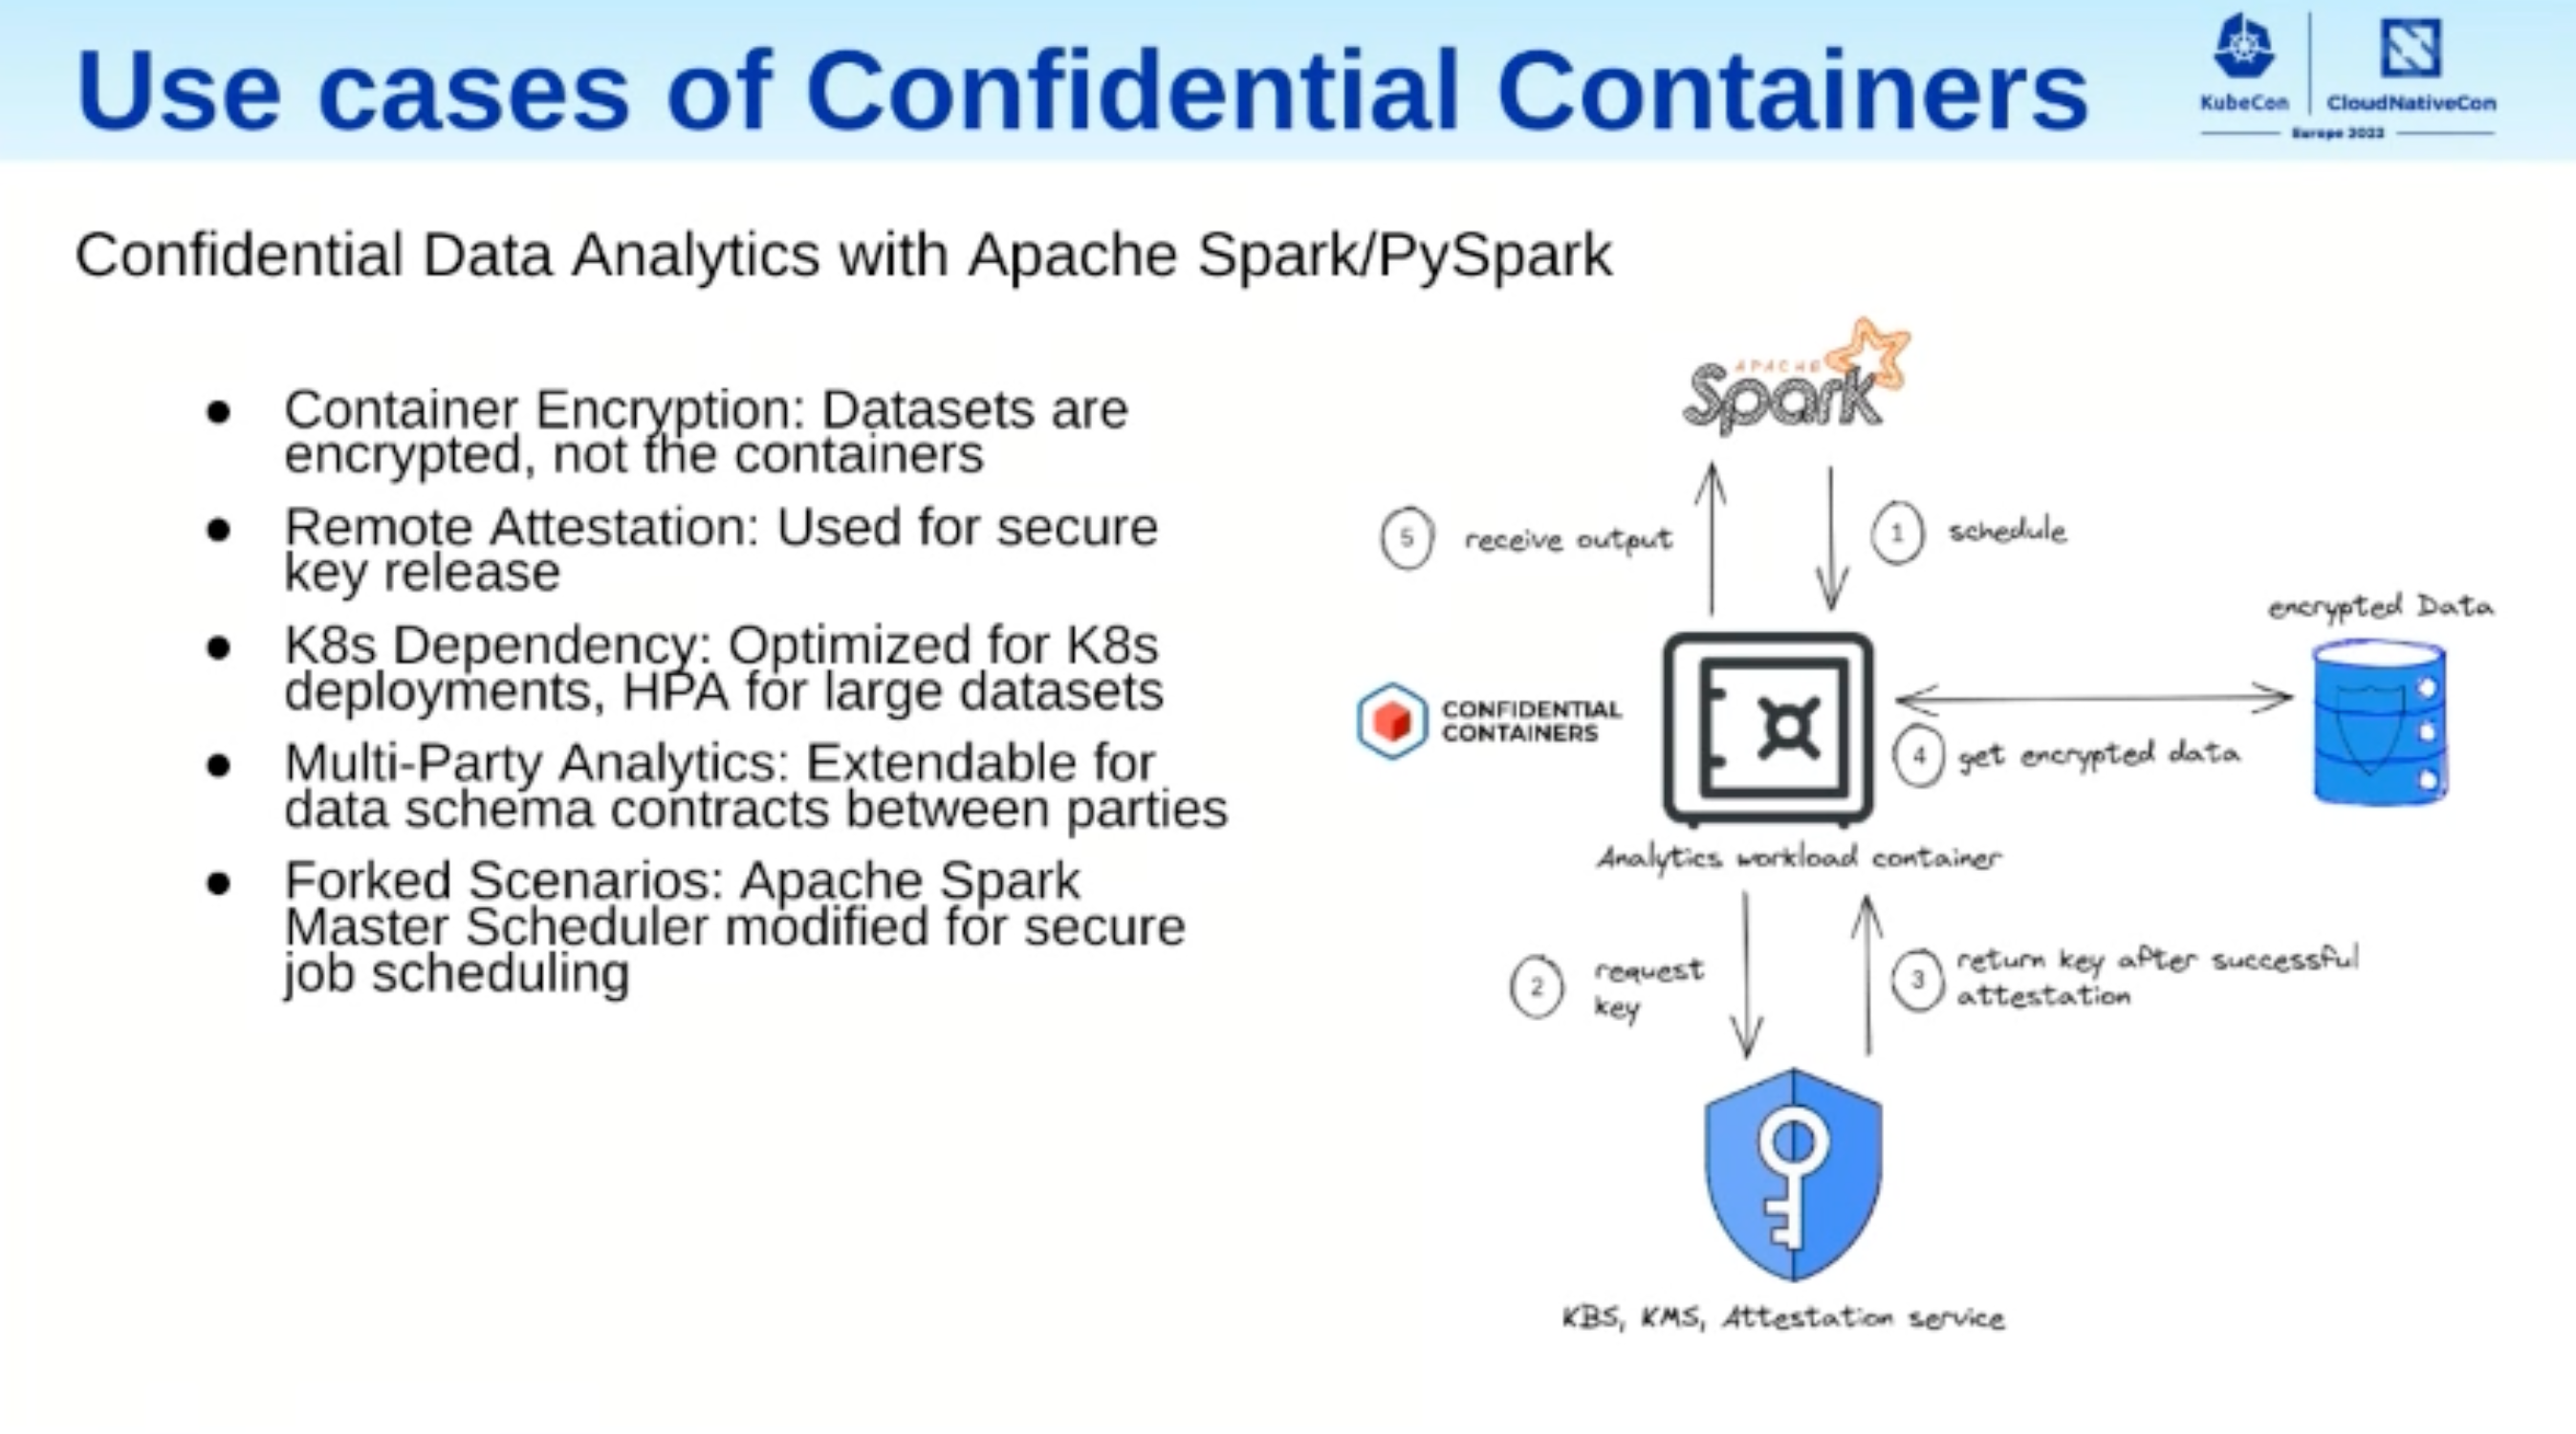 Use cases of Confidential Containers
KubeCon
CloudNativeCon
Europe 2023
Confidential Data Analytics with Apache Spark/PySpark
● Container Encryption: Datasets are
encrypted, not the containers
● Remote Attestation: Used for secure
key release
● K8s Dependency: Optimized for K8s
deployments, HPA for large datasets
● Multi-Party Analytics: Extendable for
data schema contracts between parties
● Forked Scenarios: Apache Spark
Master Scheduler modified for secure
job scheduling
APACHE
Spark
5 receive output
1 schedule
encrypted Data
CONFIDENTIAL
CONTAINERS
4 get encrypted data
Analytics workload container
2 request
key
3 return key after successful
attestation
KBS, KMS, Attestation service